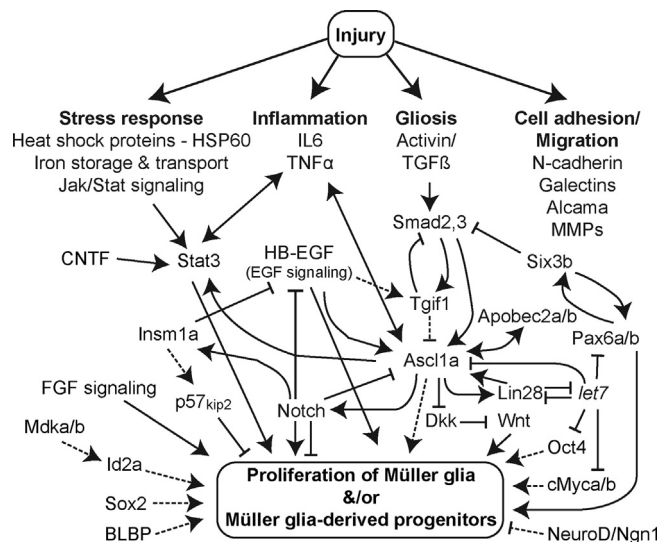 Injury
Stress response
Heat shock proteins - HSP60
Iron storage & transport
Jak/Stat signaling
Inflammation
IL6
TNFα
Gliosis
Activin/
TGFß
Cell adhesion/
Migration
N-cadherin
Galectins
Alcama
MMPs
Smad2,3
CNTF
Stat3
HB-EGF
(EGF signaling)
Six3b
Tgif1
Insm1a
Apobec2a/b
Pax6a/b
Ascl1a
FGF signaling
p57kip2
Notch
Lin28
let7
Mdka/b
Dkk
Wnt
Id2a
Oct4
Sox2
cMyca/b
BLBP
NeuroD/Ngn1
Proliferation of Müller glia
&/or
Müller glia-derived progenitors